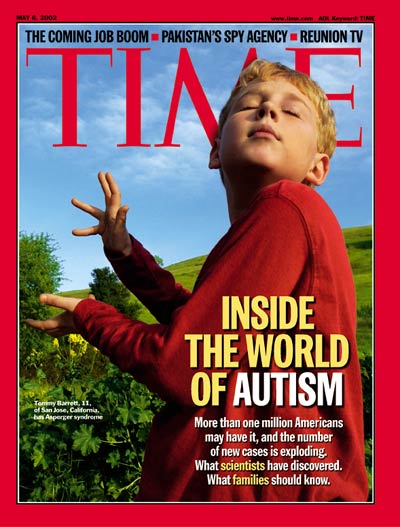 MAY 6, 2002
www.time.com AOL Keyword: TIME
THE COMING JOB BOOM ■ PAKISTAN'S SPY AGENCY ■ REUNION TV
TIME
INSIDE
THE WORLD
OF AUTISM
More than one million Americans
may have it, and the number
of new cases is exploding.
What scientists have discovered.
What families should know.
Tommy Barrett, 11,
of San Jose, California,
has Asperger syndrome